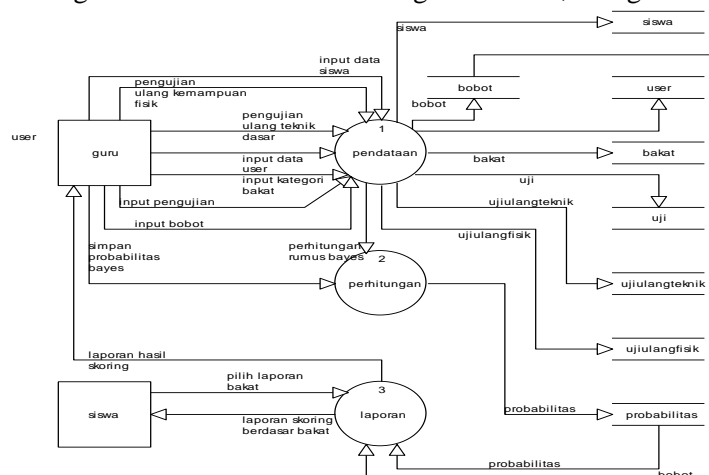 siswa
siswa
input data
siswa
pengujian
ulang kemampuan
fisik
bobot
user
bobot
user
pengujian
ulang teknik
dasar
1
guru
pendataan
bakat
bakat
input data
user
input kategori
bakat
uji
input pengujian
ujiulangteknik
uji
input bobot
ujiulangfisik
simpan
probabilitas
bayes
perhitungan
rumus bayes
2
perhitungan
ujiulangteknik
ujiulangfisik
laporan hasil
skoring
pilih laporan
bakat
3
siswa
laporan
laporan skoring
berdasar bakat
probabilitas
probabilitas
probabilitas
bobot